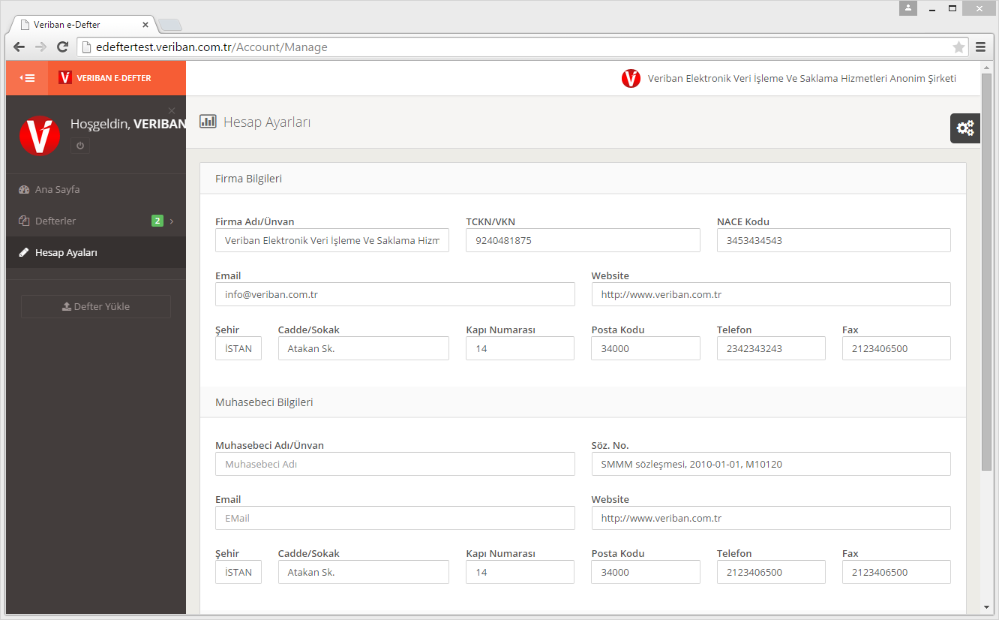 Veriban e-Defter
edeftertest.veriban.com.tr/Account/Manage
VERIBAN E-DEFTER
Veriban Elektronik Veri İşleme Ve Saklama Hizmetleri Anonim Şirketi
Hoşgeldin, VERIBAN
Hesap Ayarları
Ana Sayfa
Defterler 2
Hesap Ayaları
Defter Yükle
Firma Bilgileri
Firma Adı/Ünvan TCKN/VKN NACE Kodu
Veriban Elektronik Veri İşleme Ve Saklama Hizm 9240481875 3453434543
Email Website
info@veriban.com.tr http://www.veriban.com.tr
Şehir Cadde/Sokak Kapı Numarası Posta Kodu Telefon Fax
İSTAN Atakan Sk. 14 34000 2342343243 2123406500
Muhasebeci Bilgileri
Muhasebeci Adı/Ünvan Söz. No.
Muhasebeci Adı SMMM sözleşmesi, 2010-01-01, M10120
Email Website
EMail http://www.veriban.com.tr
Şehir Cadde/Sokak Kapı Numarası Posta Kodu Telefon Fax
İSTAN Atakan Sk. 14 34000 2123406500 2123406500